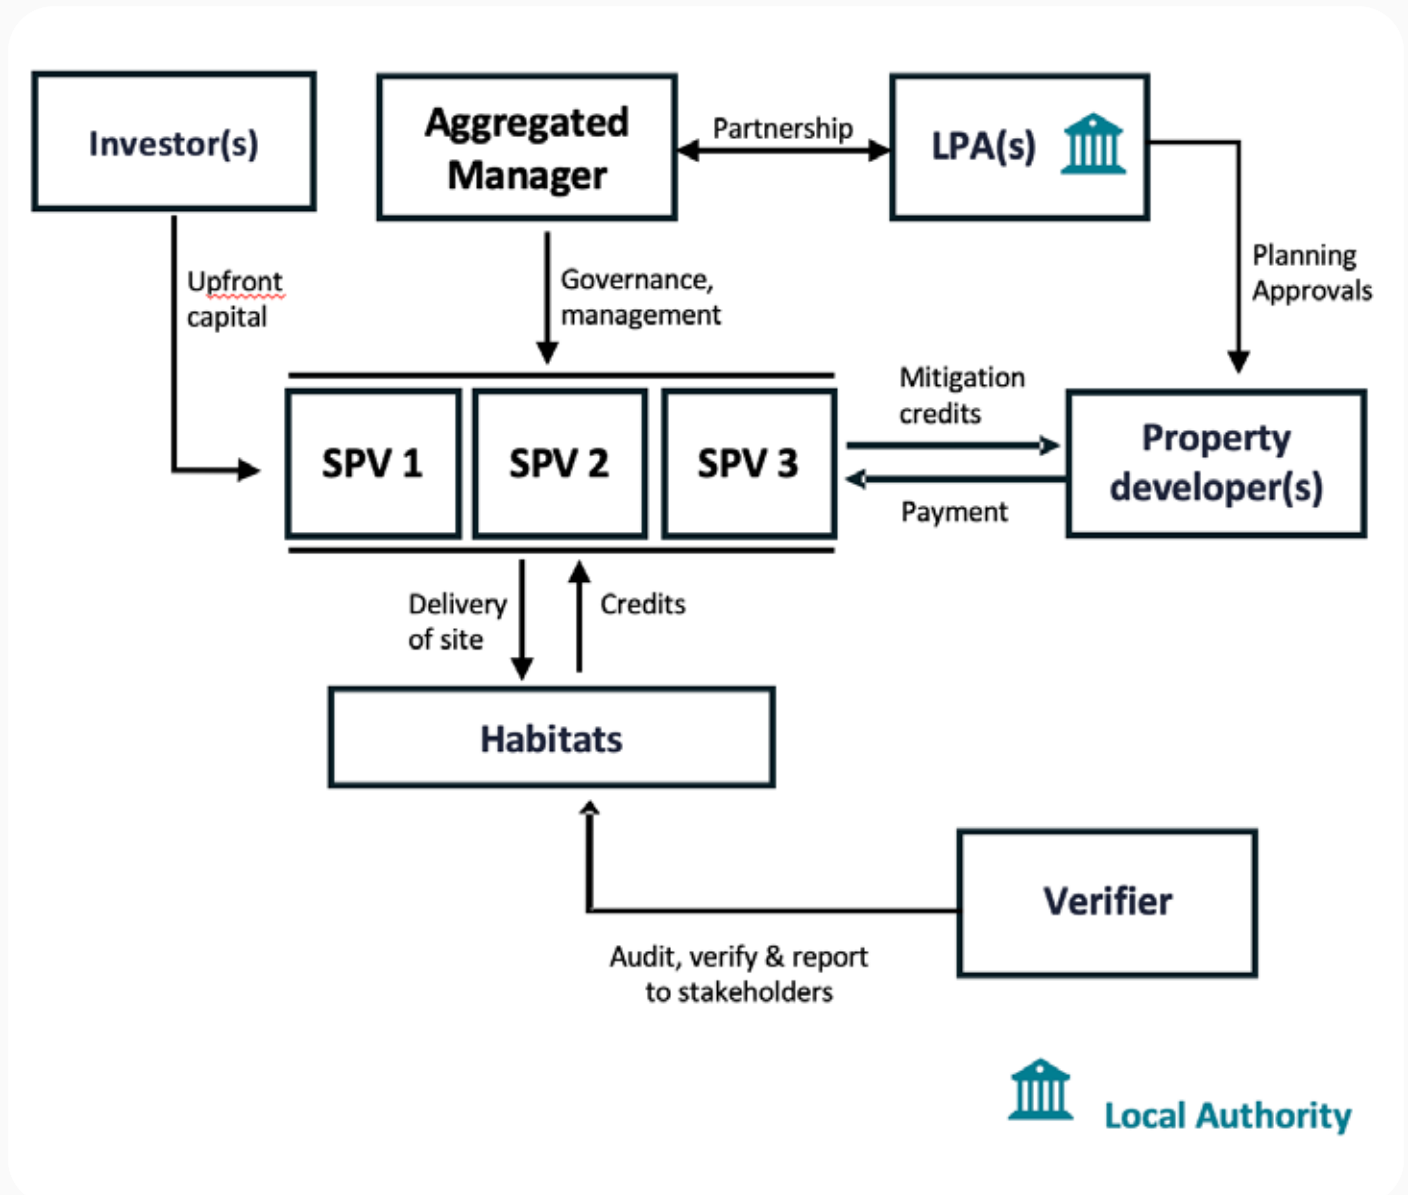 Investor(s)
Aggregated
Manager
Partnership
LPA(s)
Upfront
capital
Governance,
management
Planning
Approvals
SPV 1
SPV 2
SPV 3
Mitigation
credits
Payment
Property
developer(s)
Delivery
of site
Credits
Habitats
Verifier
Audit, verify & report
to stakeholders
Local Authority